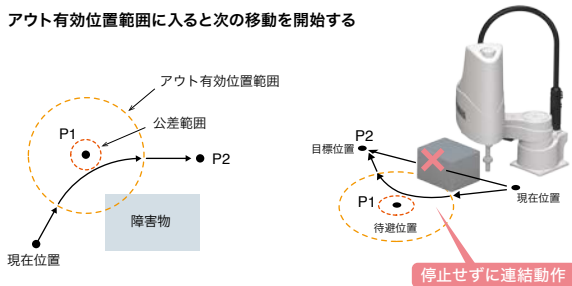 アウト有効位置範囲に入ると次の移動を開始する
アウト有効位置範囲
公差範囲
P1
P2
障害物
現在位置
P2
目標位置
現在位置
P1
待避位置
停止せずに連結動作